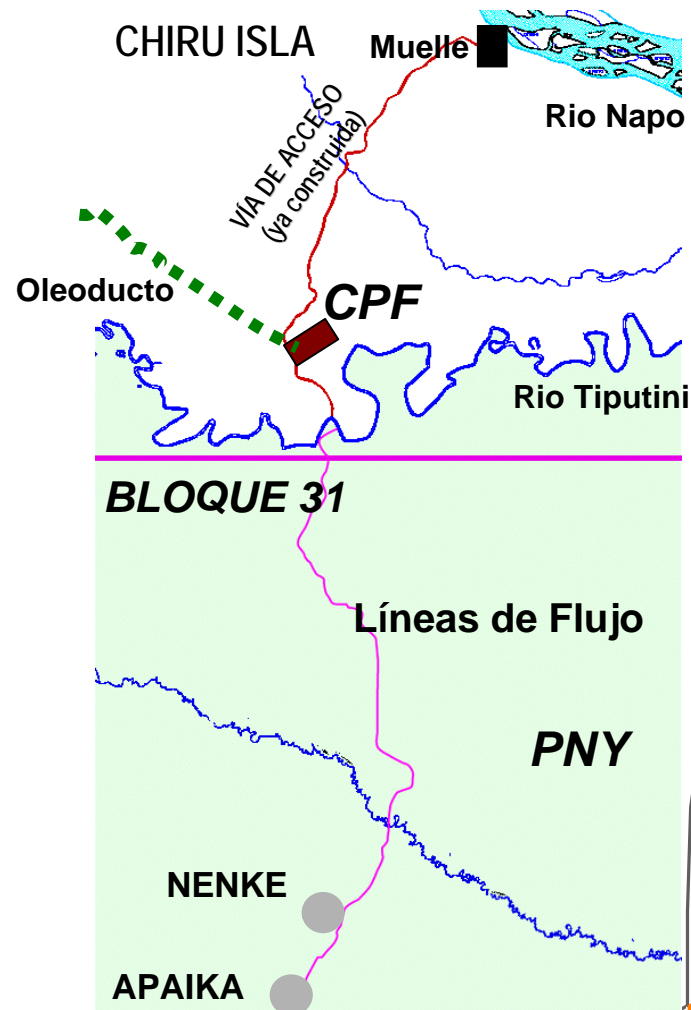 CHIRU ISLA
Muelle
Rio Napo
VÍA DE ACCESO
(ya construida)
Oleoducto
CPF
Rio Tiputini
BLOQUE 31
Líneas de Flujo
PNY
NENKE
APAIKA